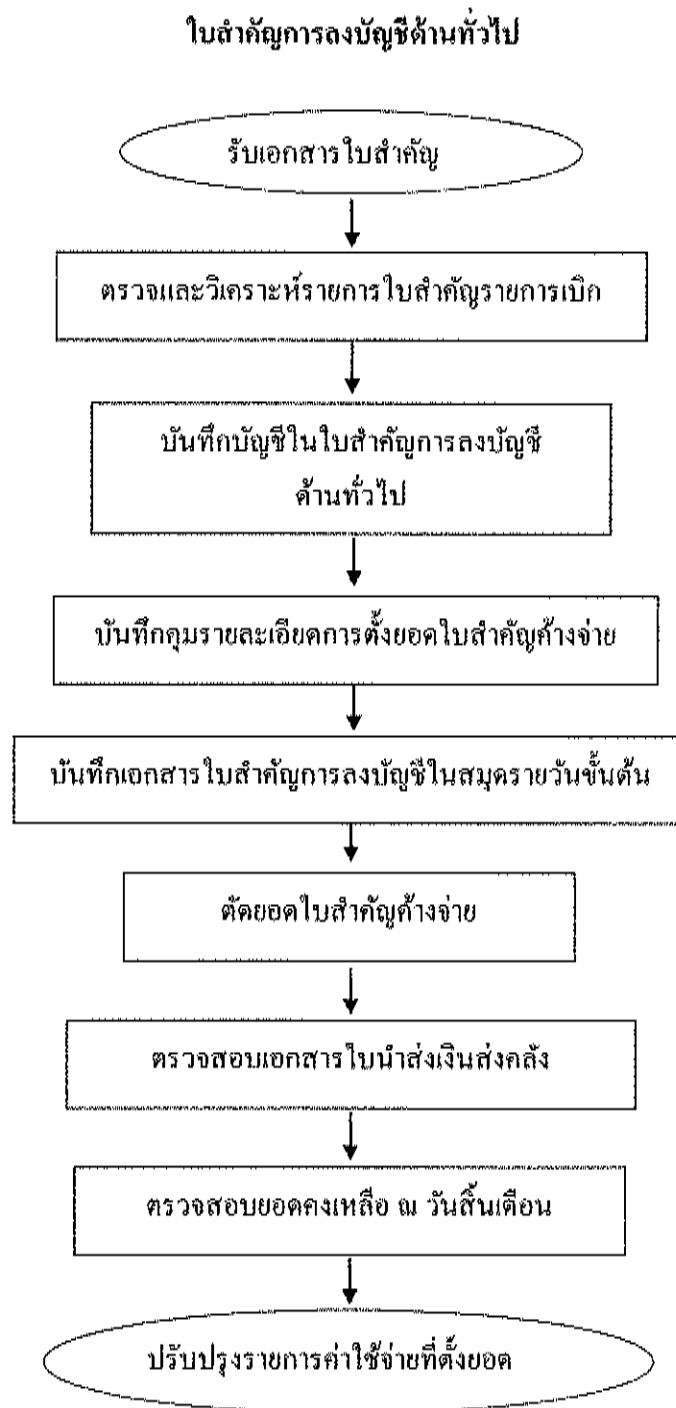 ใบสำคัญการลงบัญชีด้านทั่วไป
รับเอกสารใบสำคัญ
ตรวจและวิเคราะห์รายการใบสำคัญรายการเบิก
บันทึกบัญชีในใบสำคัญการลงบัญชี
ด้านทั่วไป
บันทึกคุมรายละเอียดการตั้งยอดใบสำคัญค้างจ่าย
บันทึกเอกสารใบสำคัญการลงบัญชีในสมุดรายวันขั้นต้น
ตัดยอดใบสำคัญค้างจ่าย
ตรวจสอบเอกสารใบนำส่งเงินส่งคลัง
ตรวจสอบยอดคงเหลือ ณ วันสิ้นเดือน
ปรับปรุงรายการค่าใช้จ่ายที่ตั้งยอด